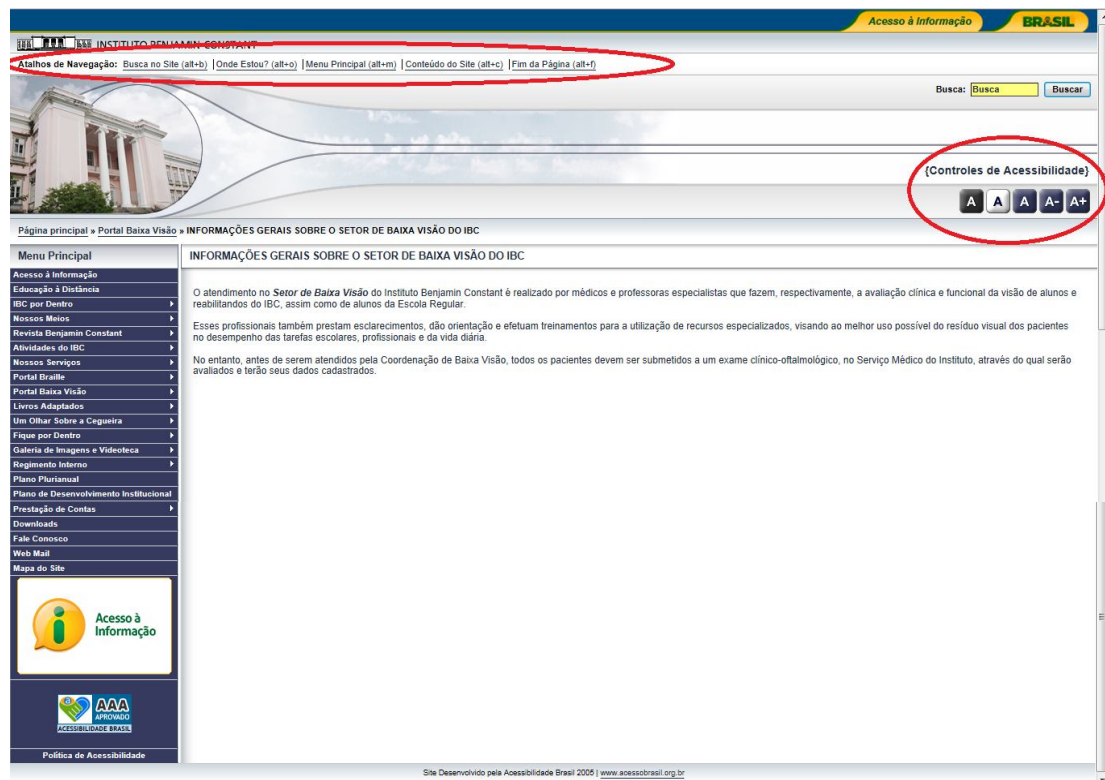 Acesso à Informação BRASIL
INSTITUTO BENJAMIN CONSTANT
Atalhos de Navegação: Busca no Site (alt+b) | Onde Estou? (alt+o) | Menu Principal (alt+m) | Conteúdo do Site (alt+c) | Fim da Página (alt+f)
Busca: Busca Buscar
{Controles de Acessibilidade}
A A A A- A+
Página principal » Portal Baixa Visão » INFORMAÇÕES GERAIS SOBRE O SETOR DE BAIXA VISÃO DO IBC
Menu Principal
Acesso à Informação
Educação à Distância
IBC por Dentro
Nossos Meios
Revista Benjamin Constant
Atividades do IBC
Nossos Serviços
Portal Braille
Portal Baixa Visão
Livros Adaptados
Um Olhar Sobre a Cegueira
Fique por Dentro
Galeria de Imagens e Videoteca
Regimento Interno
Plano Plurianual
Plano de Desenvolvimento Institucional
Prestação de Contas
Downloads
Fale Conosco
Web Mail
Mapa do Site
Acesso à
Informação
AAA
APROVADO
ACESSIBILIDADE BRASIL
Política de Acessibilidade
INFORMAÇÕES GERAIS SOBRE O SETOR DE BAIXA VISÃO DO IBC
O atendimento no Setor de Baixa Visão do Instituto Benjamin Constant é realizado por médicos e professoras especialistas que fazem, respectivamente, a avaliação clínica e funcional da visão de alunos e
reabilitandos do IBC, assim como de alunos da Escola Regular.
Esses profissionais também prestam esclarecimentos, dão orientação e efetuam treinamentos para a utilização de recursos especializados, visando ao melhor uso possível do resíduo visual dos pacientes
no desempenho das tarefas escolares, profissionais e da vida diária.
No entanto, antes de serem atendidos pela Coordenação de Baixa Visão, todos os pacientes devem ser submetidos a um exame clínico-oftalmológico, no Serviço Médico do Instituto, através do qual serão
avaliados e terão seus dados cadastrados.
Site Desenvolvido pela Acessibilidade Brasil 2005 | www.acessobrasil.org.br